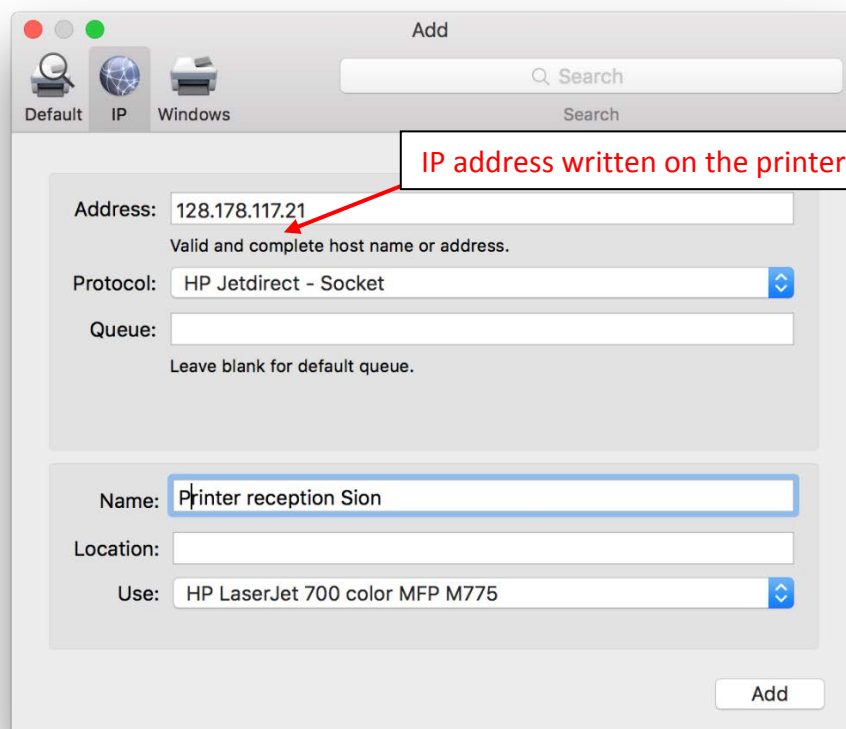 Add
Search
Default IP Windows
Search
IP address written on the printer
Address: 128.178.117.21
Valid and complete host name or address.
Protocol: HP Jetdirect - Socket
Queue:
Leave blank for default queue.
Name: Printer reception Sion
Location:
Use: HP LaserJet 700 color MFP M775
Add